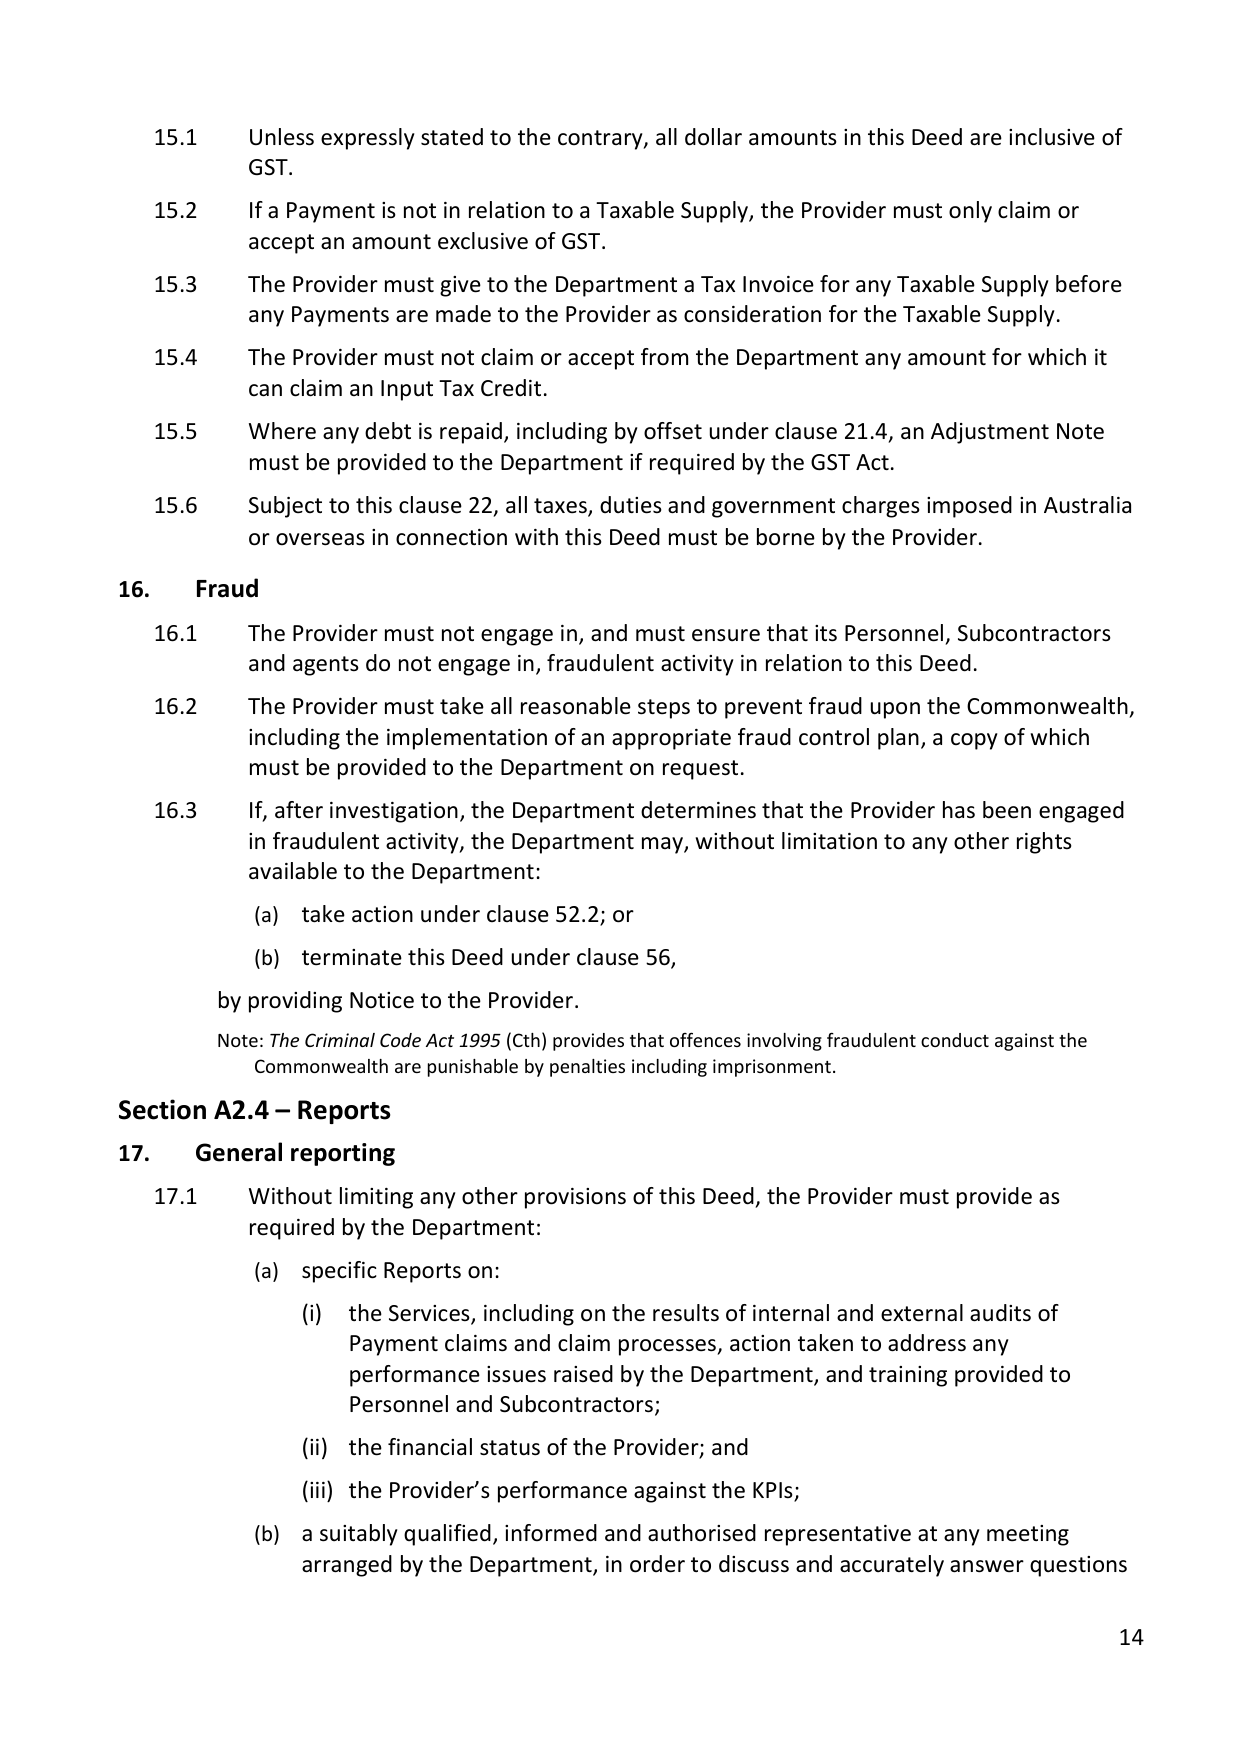 15.1 Unless expressly stated to the contrary, all dollar amounts in this Deed are inclusive of
GST.
15.2 If a Payment is not in relation to a Taxable Supply, the Provider must only claim or
accept an amount exclusive of GST.
15.3 The Provider must give to the Department a Tax Invoice for any Taxable Supply before
any Payments are made to the Provider as consideration for the Taxable Supply.
15.4 The Provider must not claim or accept from the Department any amount for which it
can claim an Input Tax Credit.
15.5 Where any debt is repaid, including by offset under clause 21.4, an Adjustment Note
must be provided to the Department if required by the GST Act.
15.6 Subject to this clause 22, all taxes, duties and government charges imposed in Australia
or overseas in connection with this Deed must be borne by the Provider.
16. Fraud
16.1 The Provider must not engage in, and must ensure that its Personnel, Subcontractors
and agents do not engage in, fraudulent activity in relation to this Deed.
16.2 The Provider must take all reasonable steps to prevent fraud upon the Commonwealth,
including the implementation of an appropriate fraud control plan, a copy of which
must be provided to the Department on request.
16.3 If, after investigation, the Department determines that the Provider has been engaged
in fraudulent activity, the Department may, without limitation to any other rights
available to the Department:
(a) take action under clause 52.2; or
(b) terminate this Deed under clause 56,
by providing Notice to the Provider.
Note: The Criminal Code Act 1995 (Cth) provides that offences involving fraudulent conduct against the
Commonwealth are punishable by penalties including imprisonment.
Section A2.4 – Reports
17. General reporting
17.1 Without limiting any other provisions of this Deed, the Provider must provide as
required by the Department:
(a) specific Reports on:
(i) the Services, including on the results of internal and external audits of
Payment claims and claim processes, action taken to address any
performance issues raised by the Department, and training provided to
Personnel and Subcontractors;
(ii) the financial status of the Provider; and
(iii) the Provider’s performance against the KPIs;
(b) a suitably qualified, informed and authorised representative at any meeting
arranged by the Department, in order to discuss and accurately answer questions
14